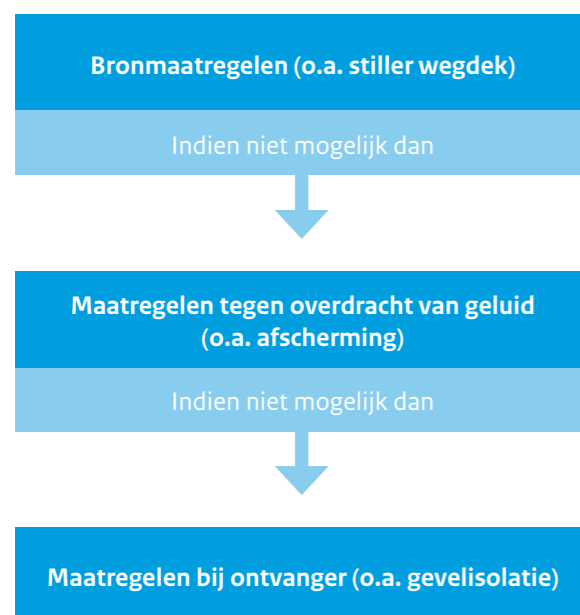 Bronmaatregelen (o.a. stiller wegdek)
Indien niet mogelijk dan
Maatregelen tegen overdracht van geluid
(o.a. afscherming)
Indien niet mogelijk dan
Maatregelen bij ontvanger (o.a. gevelisolatie)